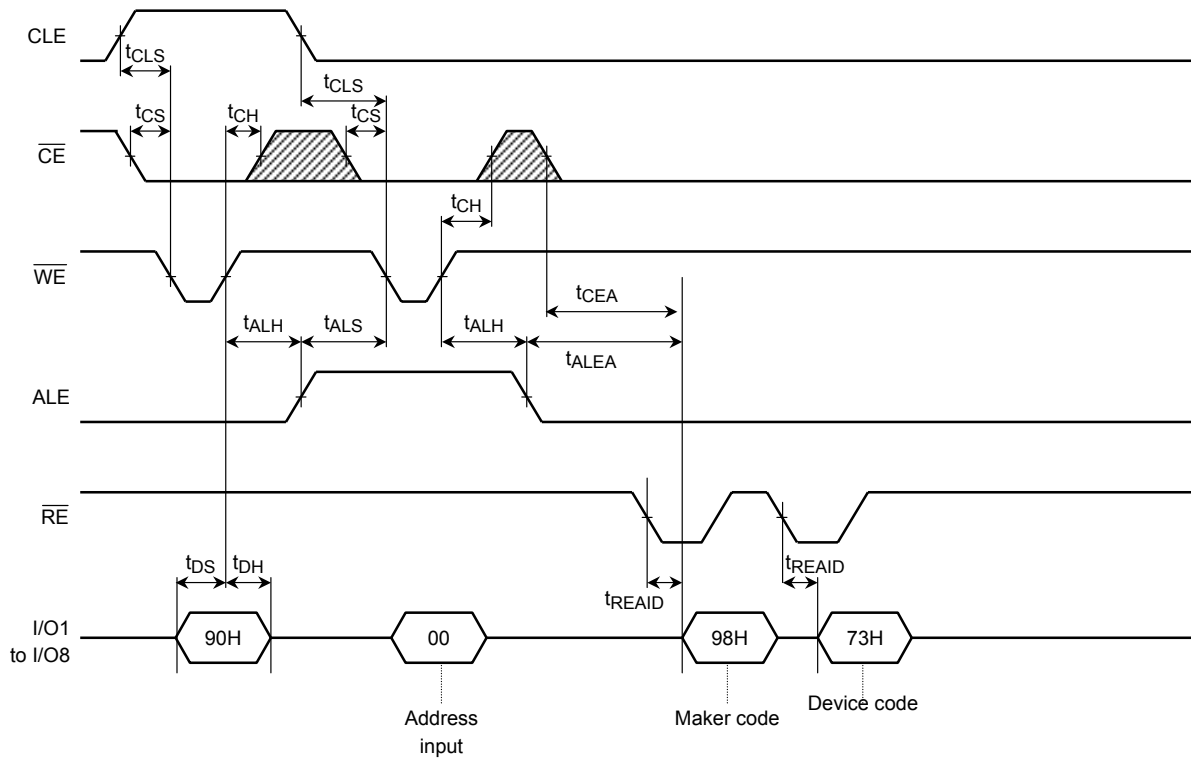 CLE
tCLS
tCLS
tCS
tCH
tCS
CE
tCH
WE
tCEA
tALH
tALS
tALH
tALEA
ALE
RE
tDS
tDH
tREAID
tREAID
I/O1
to I/O8
90H
00
98H
73H
Address
input
Maker code
Device code